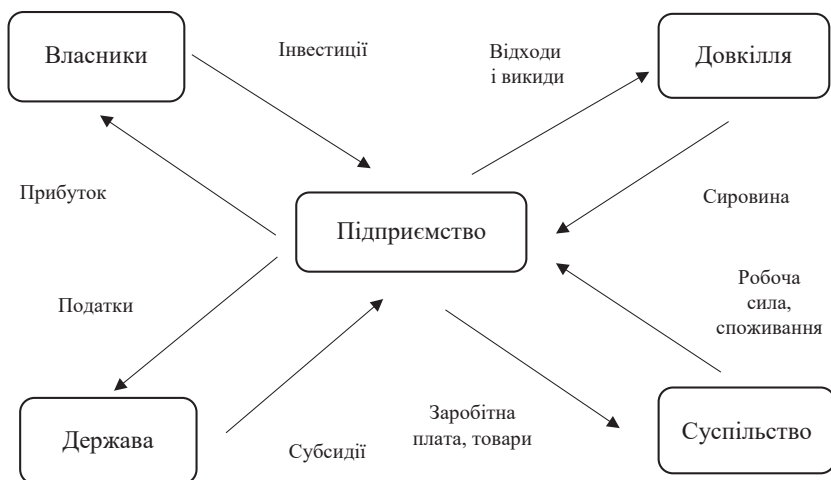 Власники
Інвестиції
Відходи
і викиди
Довкілля
Прибуток
Підприємство
Сировина
Податки
Робоча
сила,
споживання
Держава
Субсидії
Заробітна
плата, товари
Суспільство